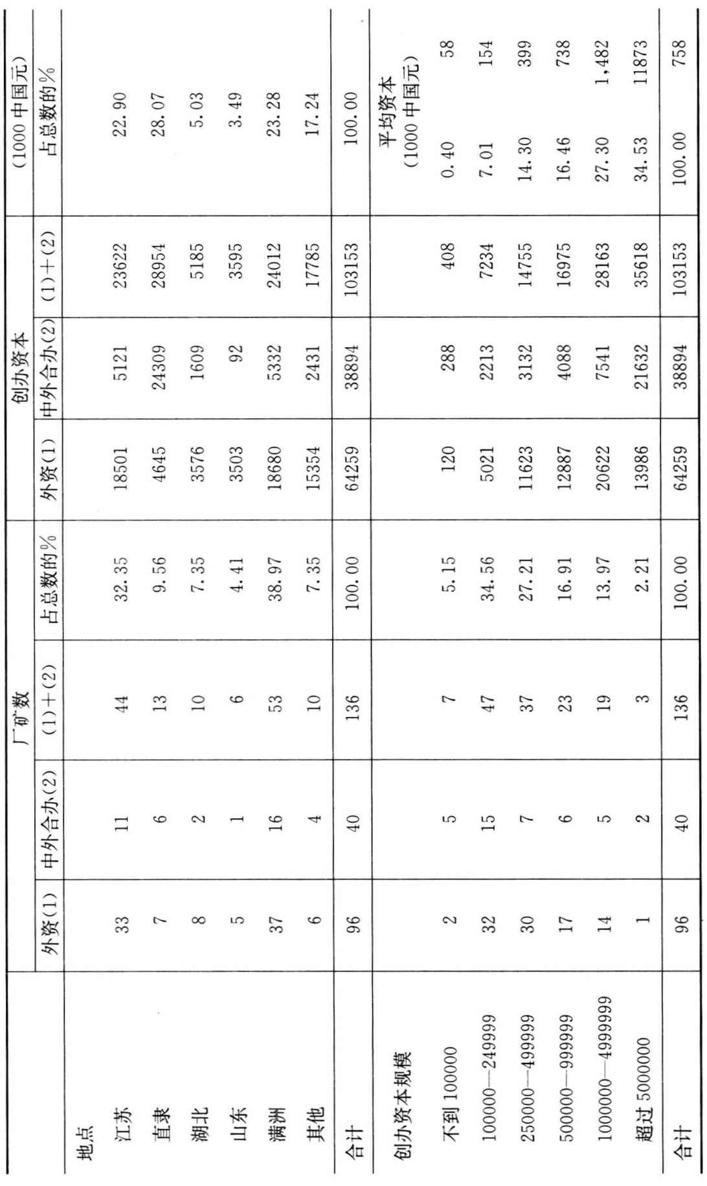 厂矿数 创办资本 (1000中国元)
外资(1) 中外合办(2) (1)+(2) 占总数的% 外资(1) 中外合办(2) (1)+(2) 占总数的%
地点
江苏 33 11 44 32.35 18501 5121 23622 22.90
直隶 7 6 13 9.56 4645 24309 28954 28.07
湖北 8 2 10 7.35 3576 1609 5185 5.03
山东 5 1 6 4.41 3503 92 3595 3.49
满洲 37 16 53 38.97 18680 5332 24012 23.28
其他 6 4 10 7.35 15354 2431 17785 17.24
合计 96 40 136 100.00 64259 38894 103153 100.00
创办资本规模 平均资本
(1000中国元)
不到100000 2 5 7 5.15 120 288 408 0.40 58
100000—249999 32 15 47 34.56 5021 2213 7234 7.01 154
250000—499999 30 7 37 27.21 11623 3132 14755 14.30 399
500000—999999 17 6 23 16.91 12887 4088 16975 16.46 738
1000000—4999999 14 5 19 13.97 20622 7541 28163 27.30 1,482
超过5000000 1 2 3 2.21 13986 21632 35618 34.53 11873
合计 96 40 136 100.00 64259 38894 103153 100.00 758